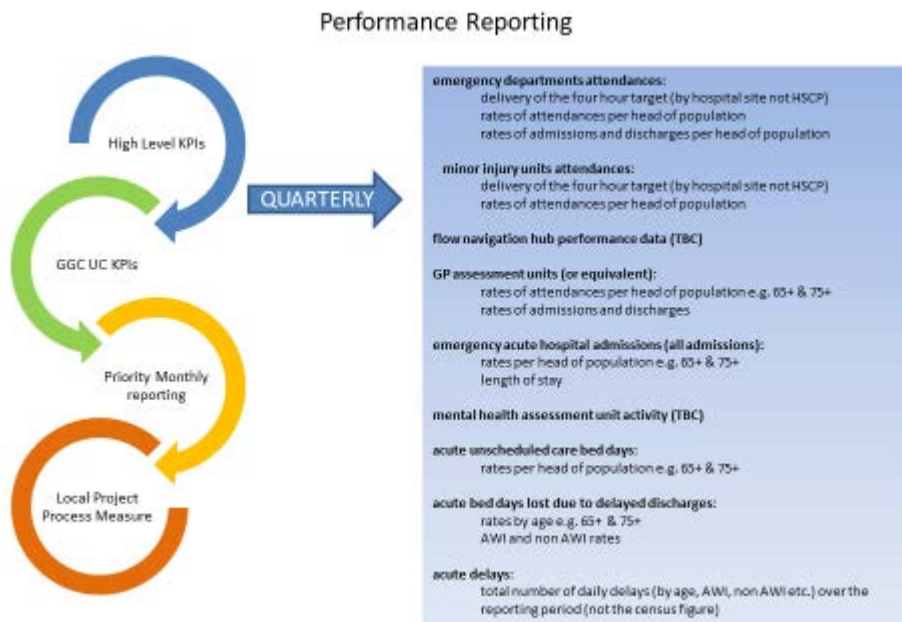 Performance Reporting
High Level KPIs
GGC UC KPIs
Priority Monthly
reporting
Local Project
Process Measure
QUARTERLY
emergency departments attendances:
delivery of the four hour target (by hospital site not HSCP)
rates of attendances per head of population
rates of admissions and discharges per head of population
minor injury units attendances:
delivery of the four hour target (by hospital site not HSCP)
rates of attendances per head of population
flow navigation hub performance data (TBC)
GP assessment units (or equivalent):
rates of attendances per head of population e.g. 65+ & 75+
rates of admissions and discharges
emergency acute hospital admissions (all admissions):
rates per head of population e.g. 65+ & 75+
length of stay
mental health assessment unit activity (TBC)
acute unscheduled care bed days:
rates per head of population e.g. 65+ & 75+
acute bed days lost due to delayed discharges:
rates by age e.g. 65+ & 75+
AWI and non AWI rates
acute delays:
total number of daily delays (by age, AWI, non AWI etc.) over the
reporting period (not the census figure)